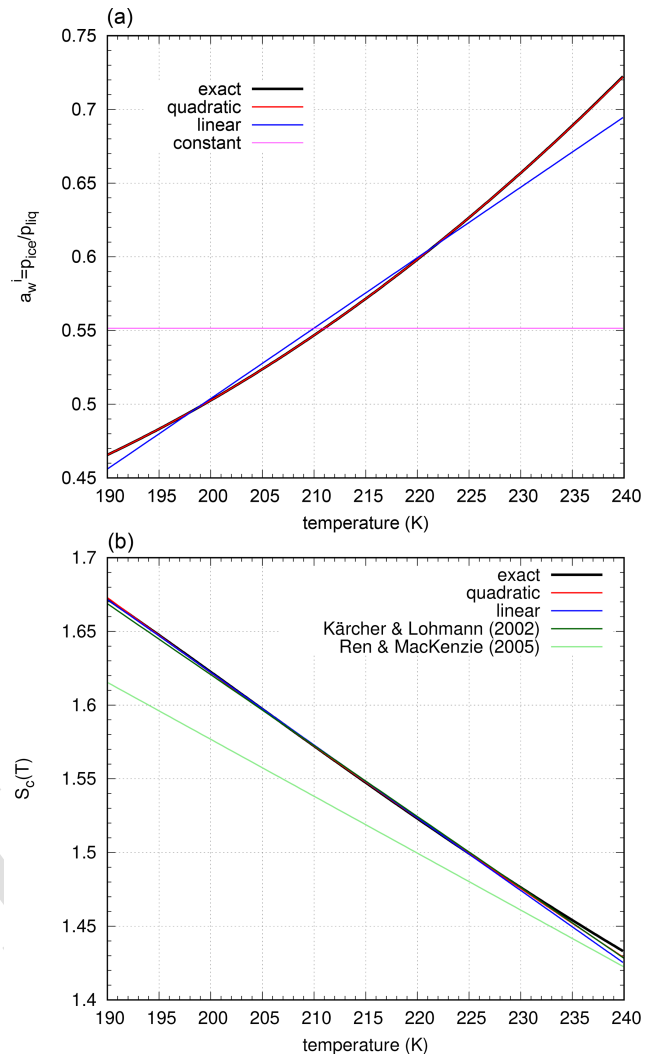 (a)
0.75
0.7
0.65
0.6
0.55
0.5
0.45
exact
quadratic
linear
constant
a_w^i=p_ice/p_liq
190 195 200 205 210 215 220 225 230 235 240
temperature (K)
(b)
1.7
1.65
1.6
1.55
1.5
1.45
1.4
exact
quadratic
linear
Kärcher & Lohmann (2002)
Ren & MacKenzie (2005)
S_c(T)
190 195 200 205 210 215 220 225 230 235 240
temperature (K)